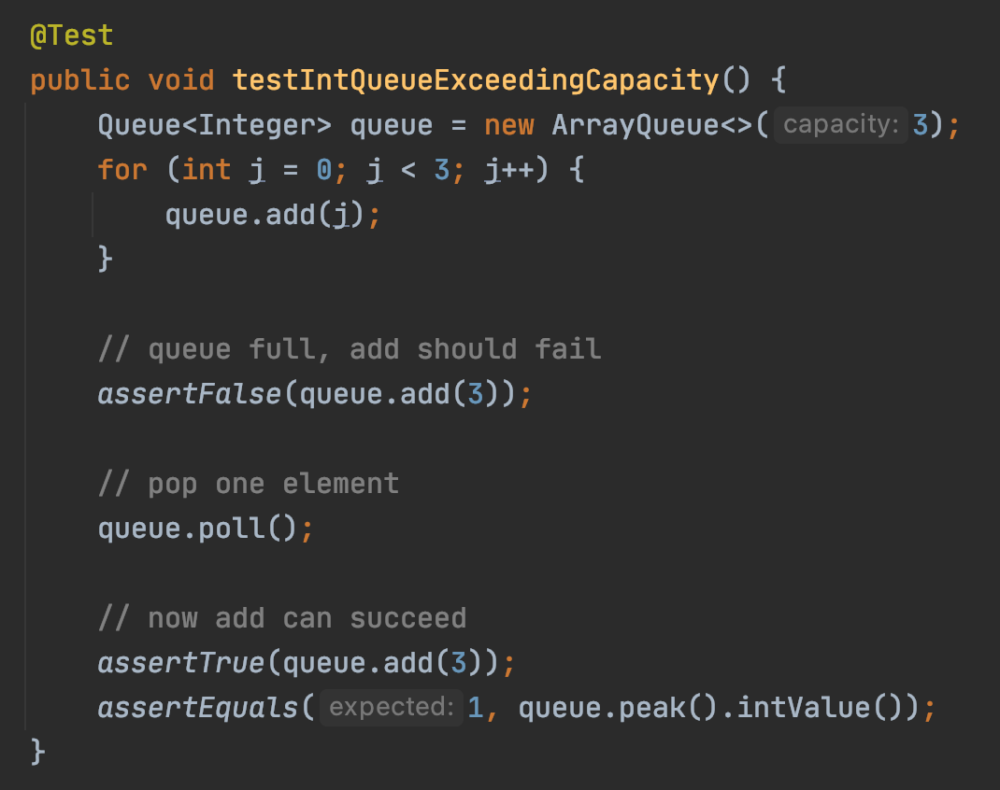 @Test
public void testIntQueueExceedingCapacity() {
    Queue<Integer> queue = new ArrayQueue<>( capacity: 3);
    for (int j = 0; j < 3; j++) {
        queue.add(j);
    }

    // queue full, add should fail
    assertFalse(queue.add(3));

    // pop one element
    queue.poll();

    // now add can succeed
    assertTrue(queue.add(3));
    assertEquals( expected: 1, queue.peak().intValue());
}